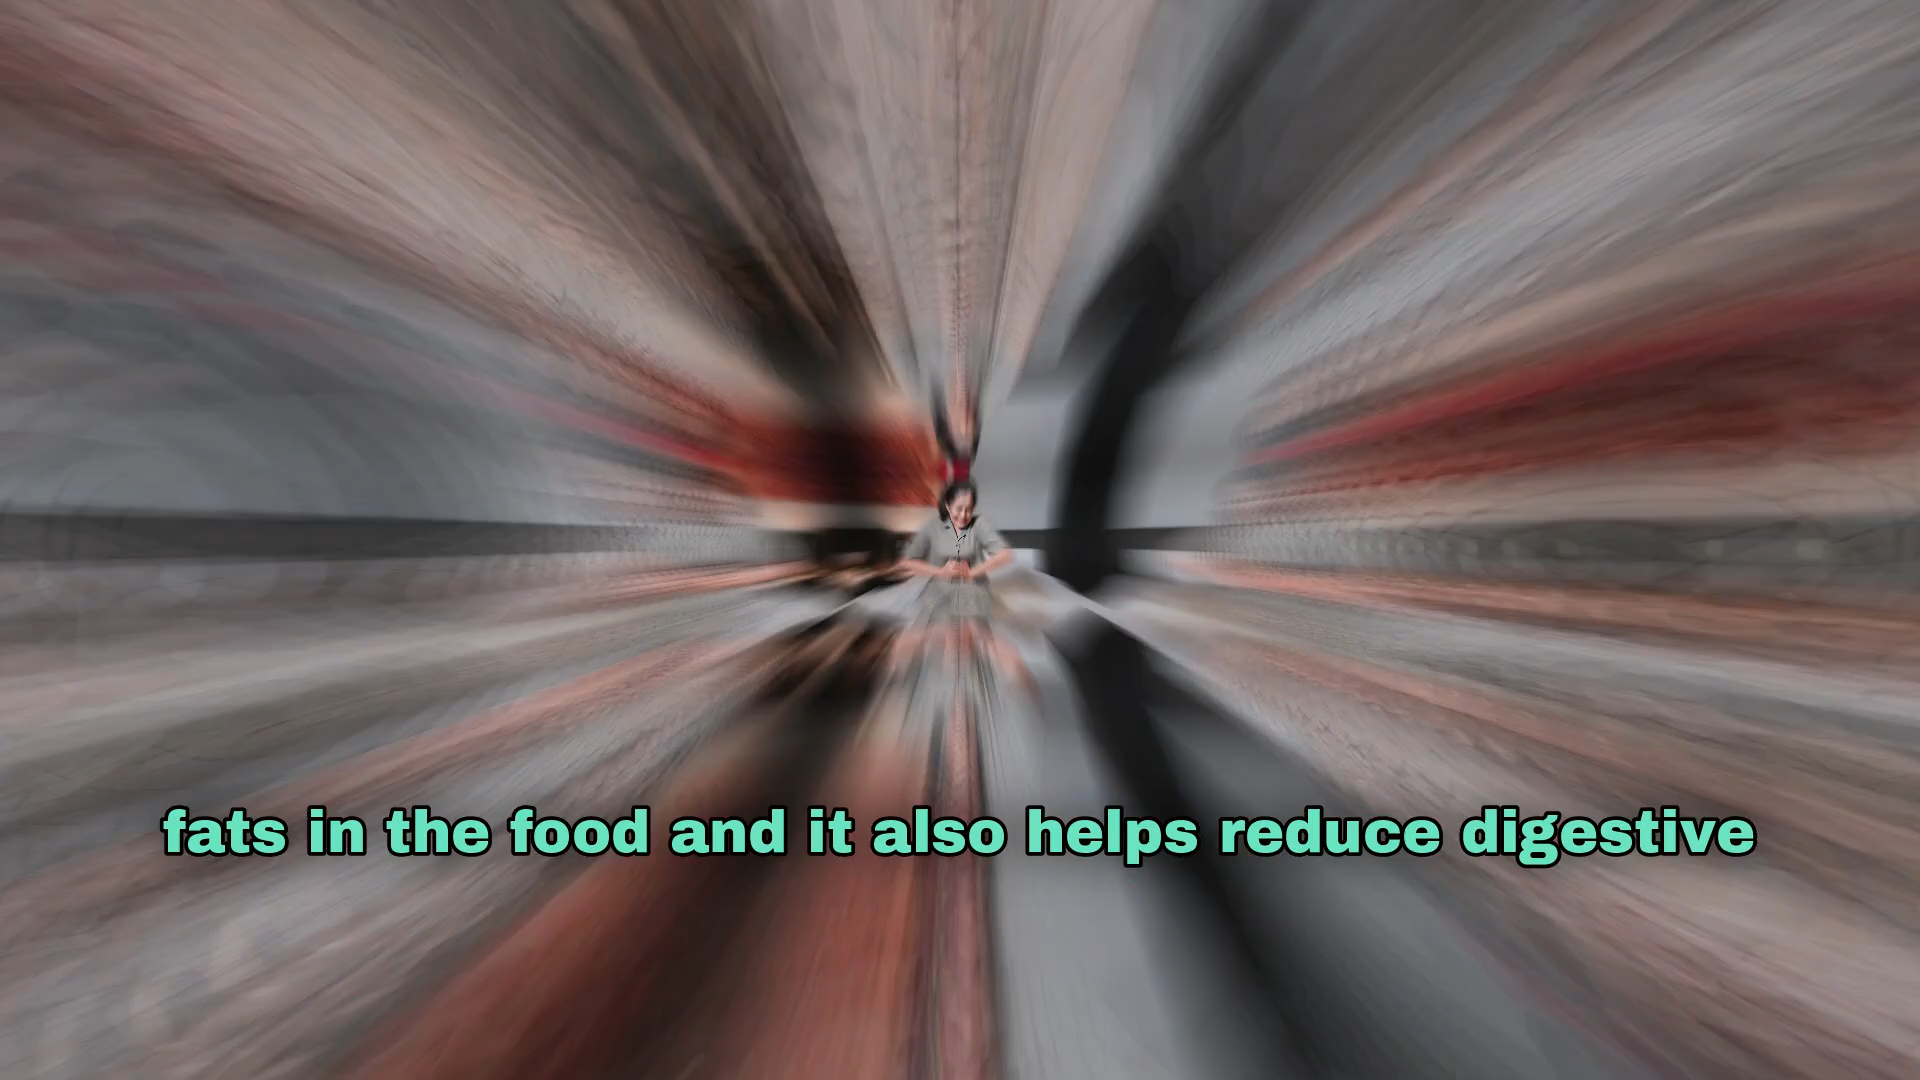 fats in the food and it also helps reduce digestive